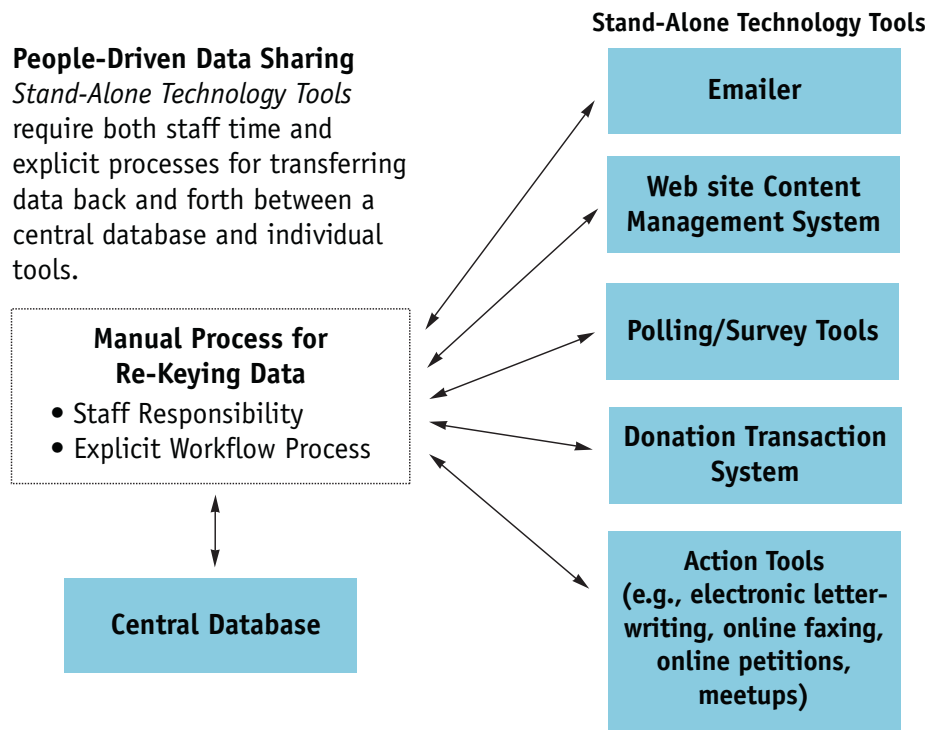 People-Driven Data Sharing
Stand-Alone Technology Tools
require both staff time and
explicit processes for transferring
data back and forth between a
central database and individual
tools.
Manual Process for
Re-Keying Data
• Staff Responsibility
• Explicit Workflow Process
Central Database
Stand-Alone Technology Tools
Emailer
Web site Content
Management System
Polling/Survey Tools
Donation Transaction
System
Action Tools
(e.g., electronic letter-
writing, online faxing,
online petitions,
meetups)